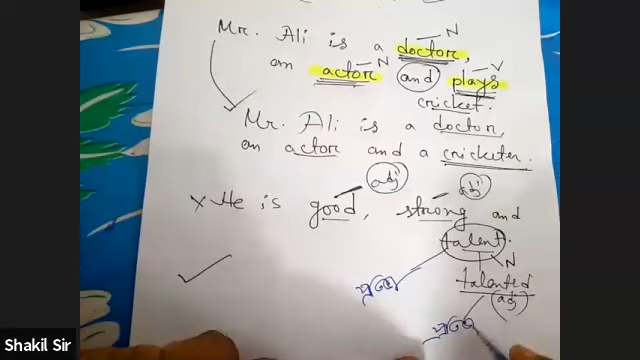 N
Mr. Ali is a doctor,
N V
an actor and plays
cricket.
Mr. Ali is a doctor,
an actor and a cricketer.
adj adj
x He is good, strong and
talent.
N
talented
adj
Shakil Sir